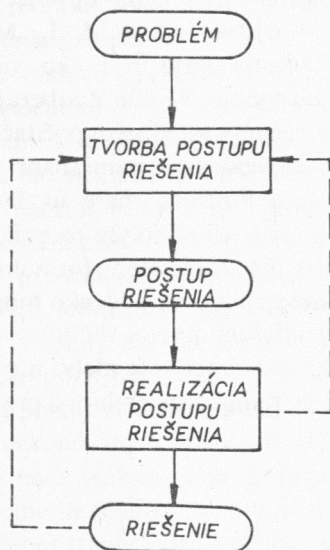 PROBLÉM
TVORBA POSTUPU
RIEŠENIA
POSTUP
RIEŠENIA
REALIZÁCIA
POSTUPU
RIEŠENIA
RIEŠENIE